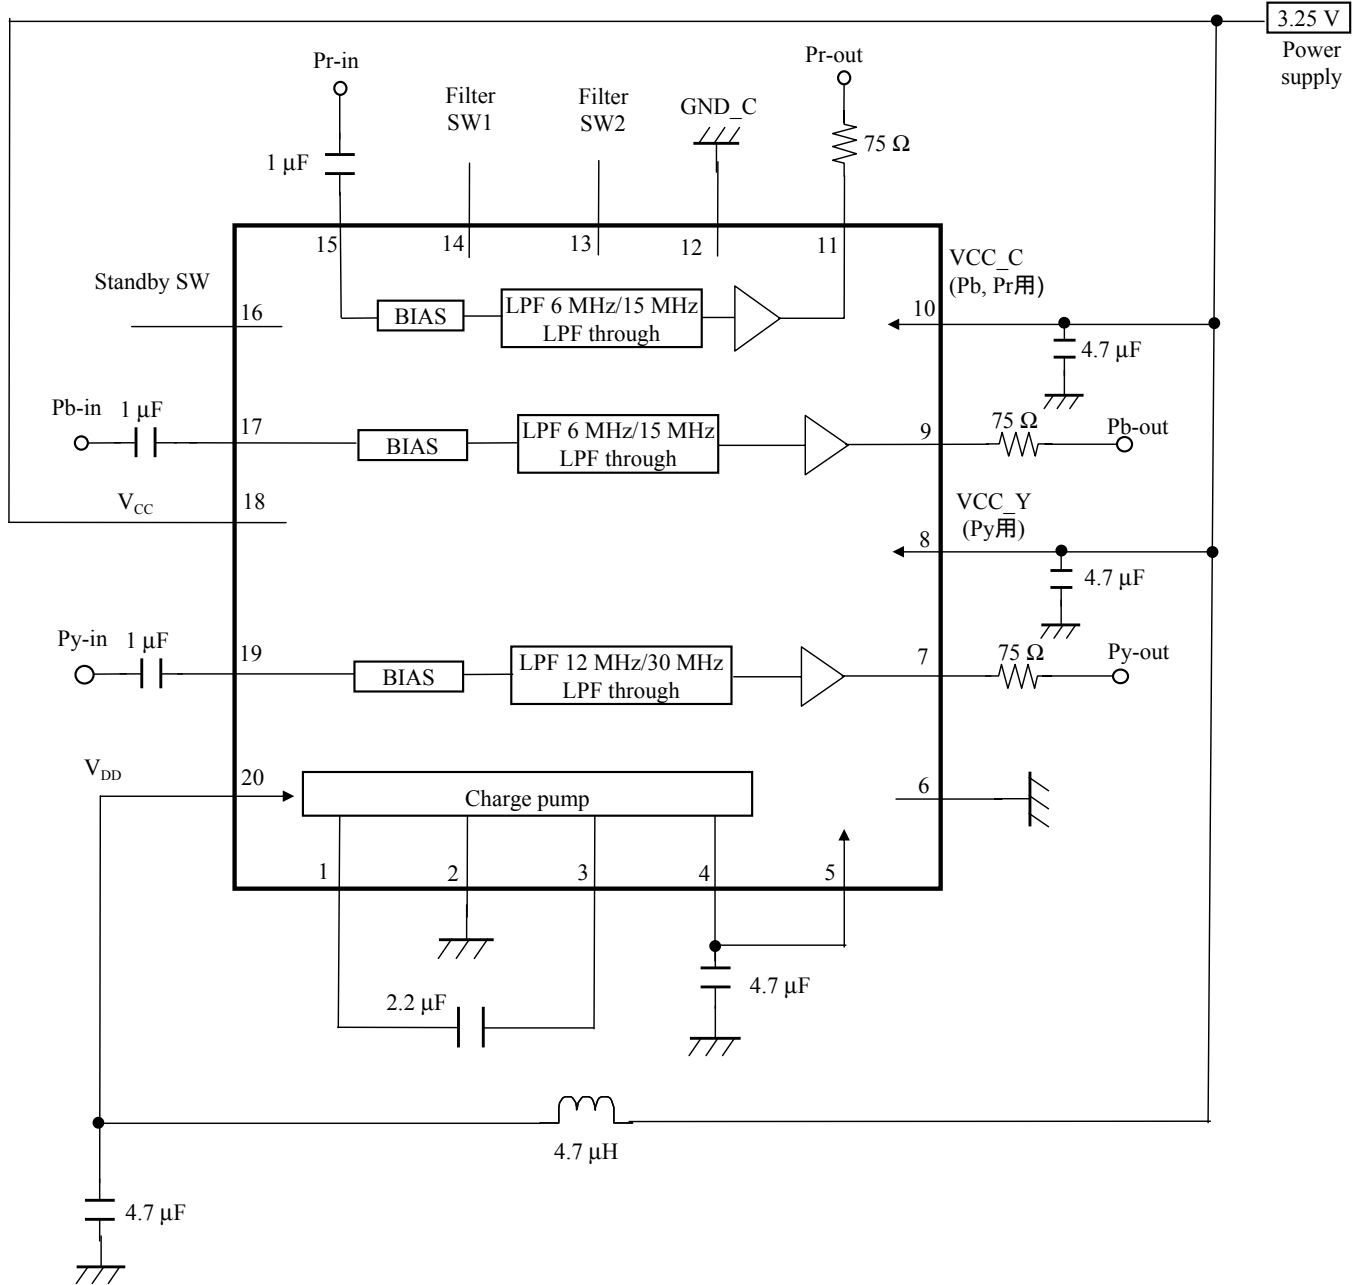 3.25 V
Power
supply
Pr-in
Pr-out
Filter
SW1
Filter
SW2
GND_C
1 μF
75 Ω
15
14
13
12
11
Standby SW
16
BIAS
LPF 6 MHz/15 MHz
LPF through
VCC_C
(Pb, Pr用)
10
4.7 μF
Pb-in
1 μF
17
BIAS
LPF 6 MHz/15 MHz
LPF through
9
75 Ω
Pb-out
VCC
18
VCC_Y
(Py用)
8
4.7 μF
Py-in
1 μF
19
BIAS
LPF 12 MHz/30 MHz
LPF through
7
75 Ω
Py-out
VDD
20
Charge pump
6
1
2
3
4
5
2.2 μF
4.7 μF
4.7 μH
4.7 μF